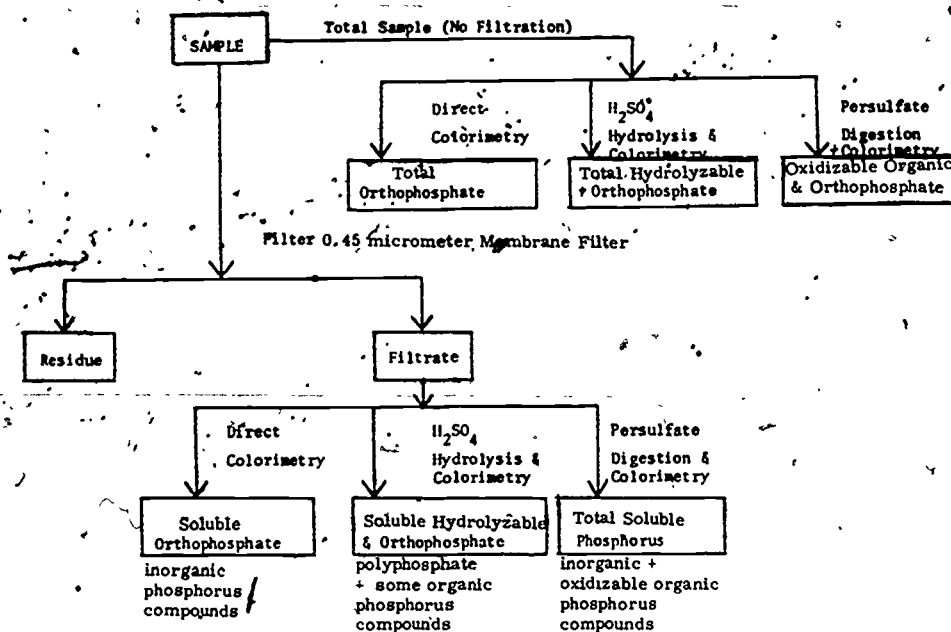 SAMPLE
Total Sample (No Filtration)
Direct
Colorimetry
H2SO4
Hydrolysis &
Colorimetry
Persulfate
Digestion
+ Colorimetry
Total
Orthophosphate
Total Hydrolyzable
+ Orthophosphate
Oxidizable Organic
& Orthophosphate
Filter 0.45 micrometer Membrane Filter
Residue
Filtrate
Direct
Colorimetry
H2SO4
Hydrolysis &
Colorimetry
Persulfate
Digestion &
Colorimetry
Soluble
Orthophosphate
Soluble Hydrolyzable
& Orthophosphate
Total Soluble
Phosphorus
inorganic
phosphorus
compounds
polyphosphate
+ some organic
phosphorus
compounds
inorganic +
oxidizable organic
phosphorus
compounds